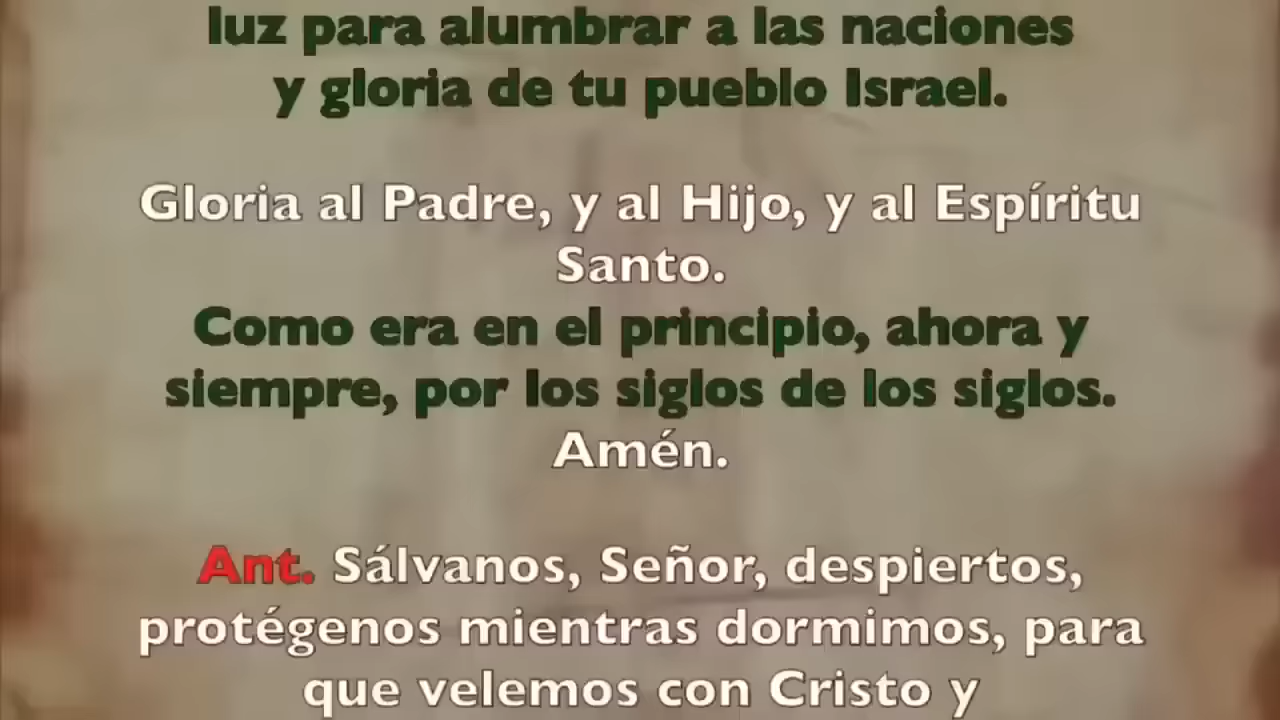 luz para alumbrar a las naciones
y gloria de tu pueblo Israel.
Gloria al Padre, y al Hijo, y al Espíritu
Santo.
Como era en el principio, ahora y
siempre, por los siglos de los siglos.
Amén.
Ant. Sálvanos, Señor, despiertos,
protégenos mientras dormimos, para
que velemos con Cristo y